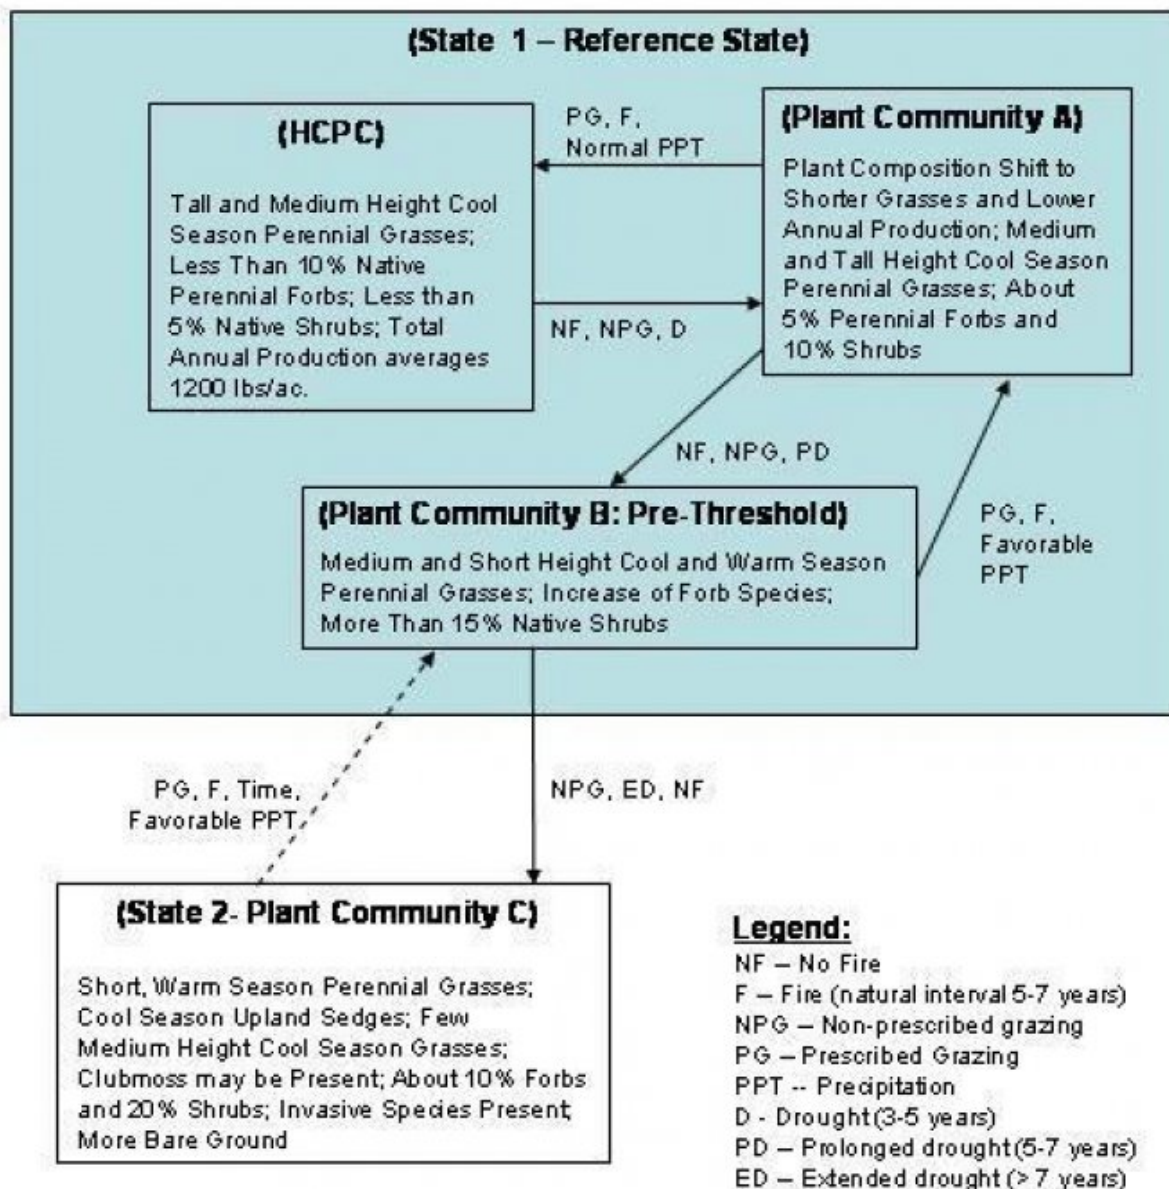 (State 1 – Reference State)
(HCPC)
Tall and Medium Height Cool
Season Perennial Grasses;
Less Than 10% Native
Perennial Forbs; Less than
5% Native Shrubs; Total
Annual Production averages
1200 lbs/ac.
PG, F,
Normal PPT
NF, NPG, D
(Plant Community A)
Plant Composition Shift to
Shorter Grasses and Lower
Annual Production; Medium
and Tall Height Cool Season
Perennial Grasses; About
5% Perennial Forbs and
10% Shrubs
NF, NPG, PD
PG, F,
Favorable
PPT
(Plant Community B: Pre-Threshold)
Medium and Short Height Cool and Warm Season
Perennial Grasses; Increase of Forb Species;
More Than 15% Native Shrubs
PG, F, Time,
Favorable PPT
NPG, ED, NF
(State 2- Plant Community C)
Short, Warm Season Perennial Grasses;
Cool Season Upland Sedges; Few
Medium Height Cool Season Grasses;
Clubmoss may be Present; About 10% Forbs
and 20% Shrubs; Invasive Species Present;
More Bare Ground
Legend:
NF – No Fire
F – Fire (natural interval 5-7 years)
NPG – Non-prescribed grazing
PG – Prescribed Grazing
PPT -- Precipitation
D - Drought (3-5 years)
PD – Prolonged drought (5-7 years)
ED – Extended drought (> 7 years)